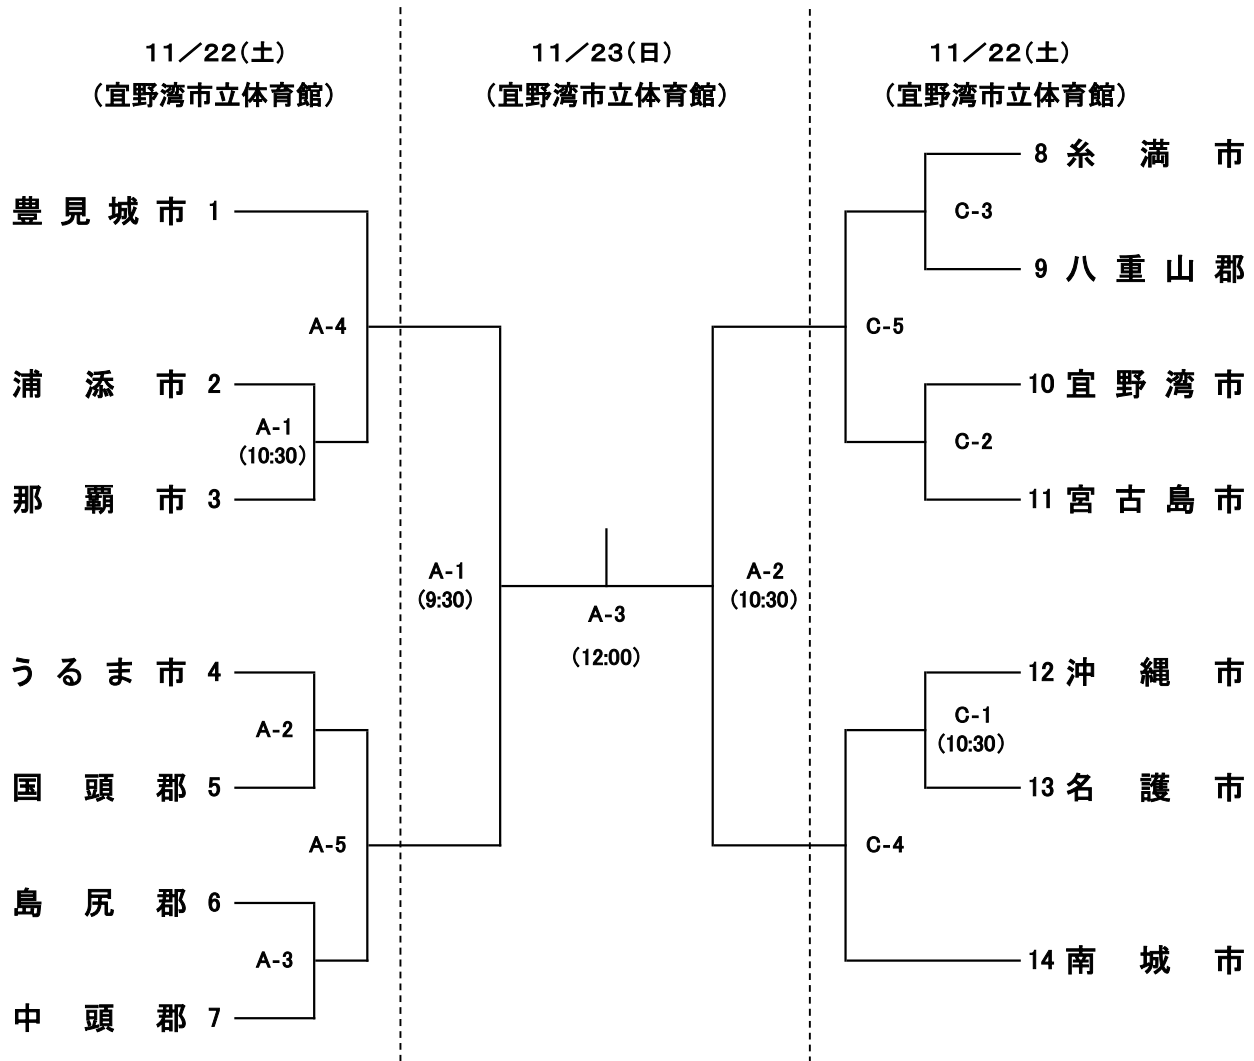 11/22(土)
(宜野湾市立体育館)
11/23(日)
(宜野湾市立体育館)
11/22(土)
(宜野湾市立体育館)
豊見城市 1
A-4
浦添市 2
A-1
(10:30)
那覇市 3
うるま市 4
A-2
国頭郡 5
A-5
島尻郡 6
A-3
中頭郡 7
A-1
(9:30)
A-3
(12:00)
A-2
(10:30)
8 糸満市
C-3
9 八重山郡
C-5
10 宜野湾市
C-2
11 宮古島市
12 沖縄市
C-1
(10:30)
13 名護市
C-4
14 南城市